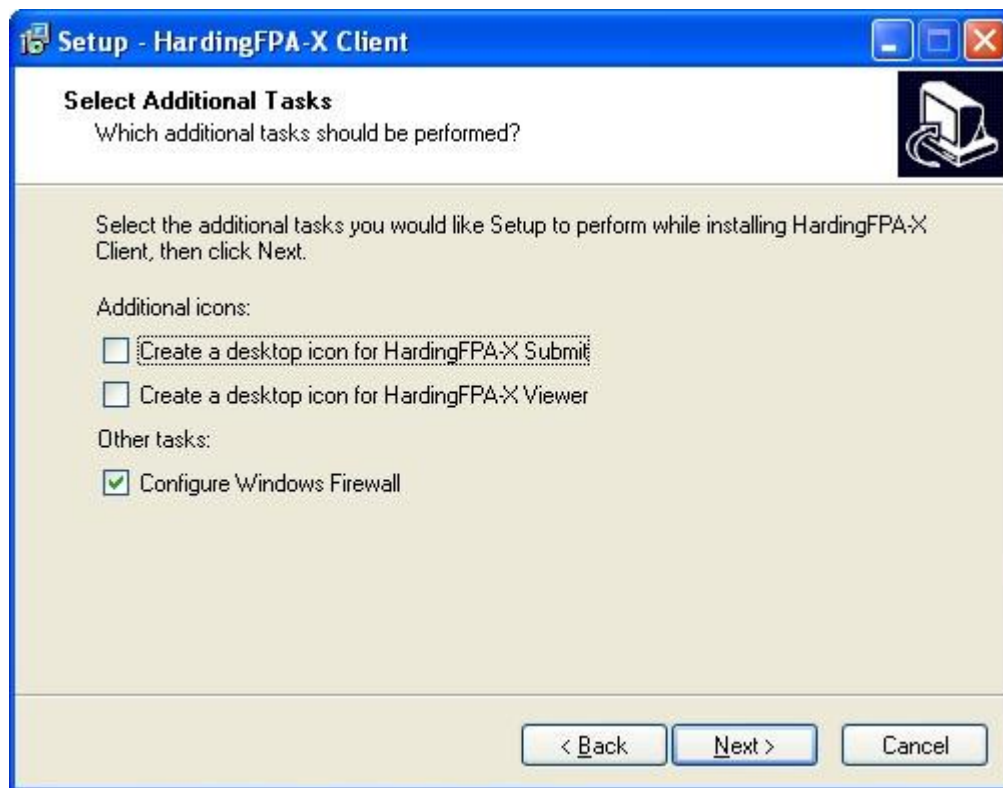 Setup - HardingFPA-X Client
Select Additional Tasks
Which additional tasks should be performed?
Select the additional tasks you would like Setup to perform while installing HardingFPA-X
Client, then click Next.
Additional icons:
Create a desktop icon for HardingFPA-X Submit
Create a desktop icon for HardingFPA-X Viewer
Other tasks:
Configure Windows Firewall
< Back
Next >
Cancel